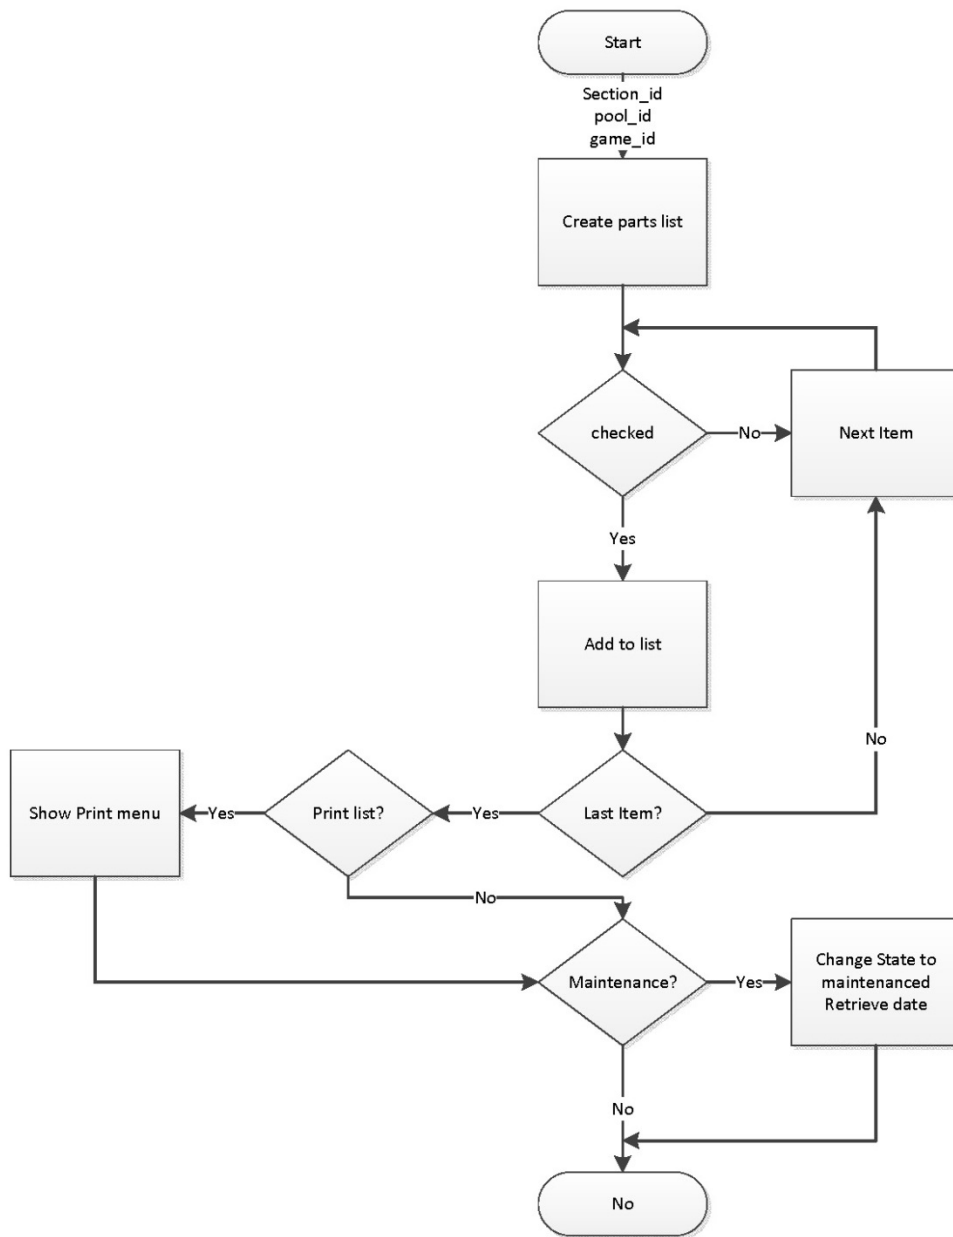 Start
Section_id
pool_id
game_id
Create parts list
checked
No
Next Item
Yes
Add to list
No
Show Print menu
Yes
Print list?
Yes
Last Item?
No
Maintenance?
Yes
Change State to
maintenanced
Retrieve date
No
No